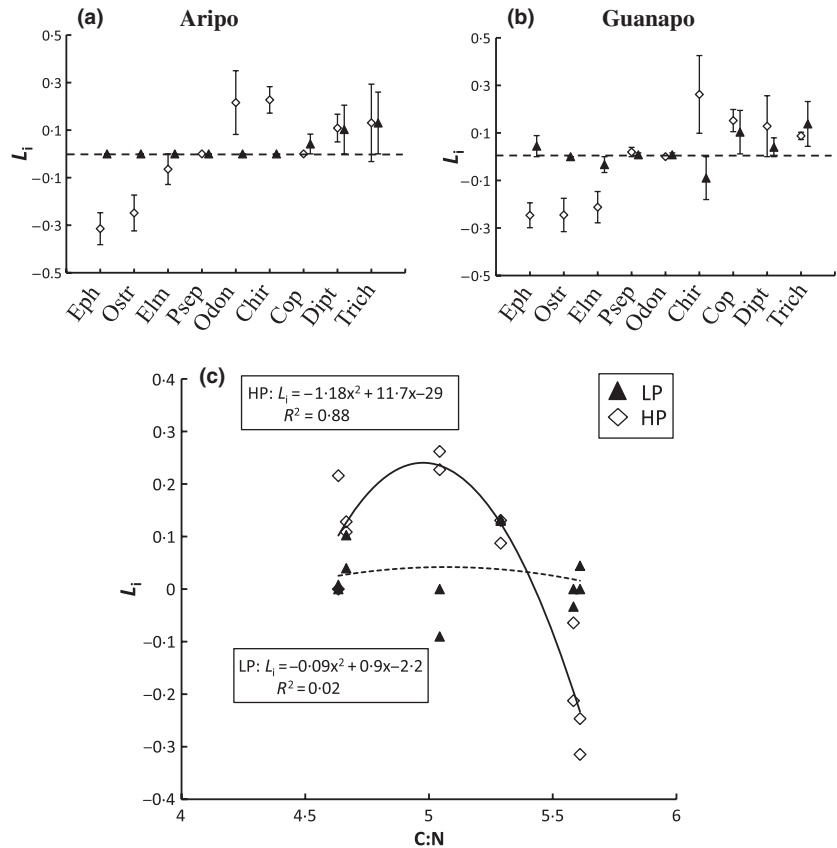 (a) Aripo
0·5
0·3
0·1
−0·1
−0·3
−0·5
Li
Eph Ostr Elm Psep Odon Chir Cop Dipt Trich
(b) Guanapo
0·5
0·3
0·1
−0·1
−0·3
−0·5
Li
Eph Ostr Elm Psep Odon Chir Cop Dipt Trich
(c)
HP: Li = −1·18x² + 11·7x−29
R² = 0·88
LP
HP
0·4
0·3
0·2
0·1
0
−0·1
−0·2
−0·3
−0·4
Li
LP: Li = −0·09x² + 0·9x−2·2
R² = 0·02
4 4·5 5 5·5 6
C:N